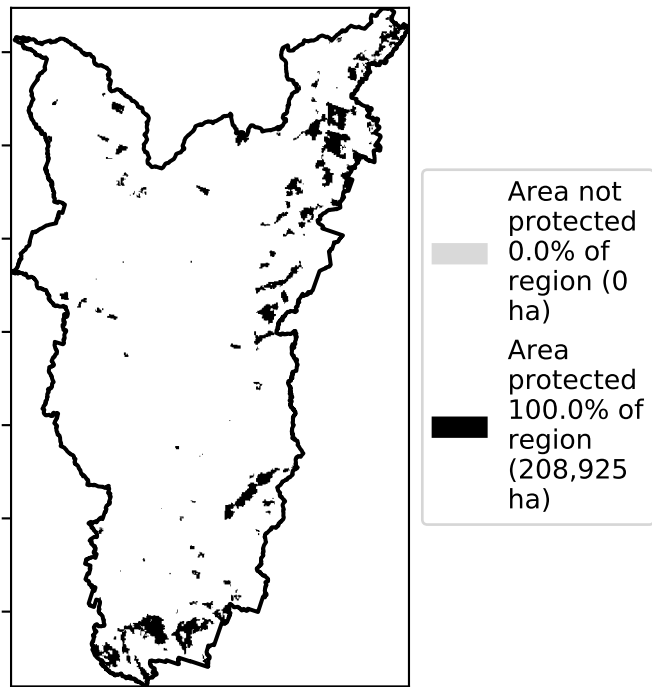 Area not
protected
0.0% of
region (0
ha)
Area
protected
100.0% of
region
(208,925
ha)